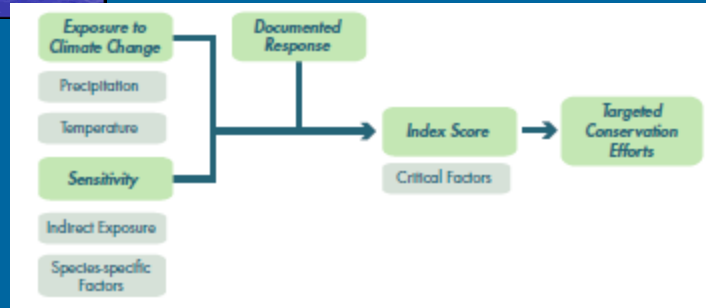 Exposure to
Climate Change
Precipitation
Temperature
Sensitivity
Indirect Exposure
Species-specific
Factors
Documented
Response
Index Score
Critical Factors
Targeted
Conservation
Efforts